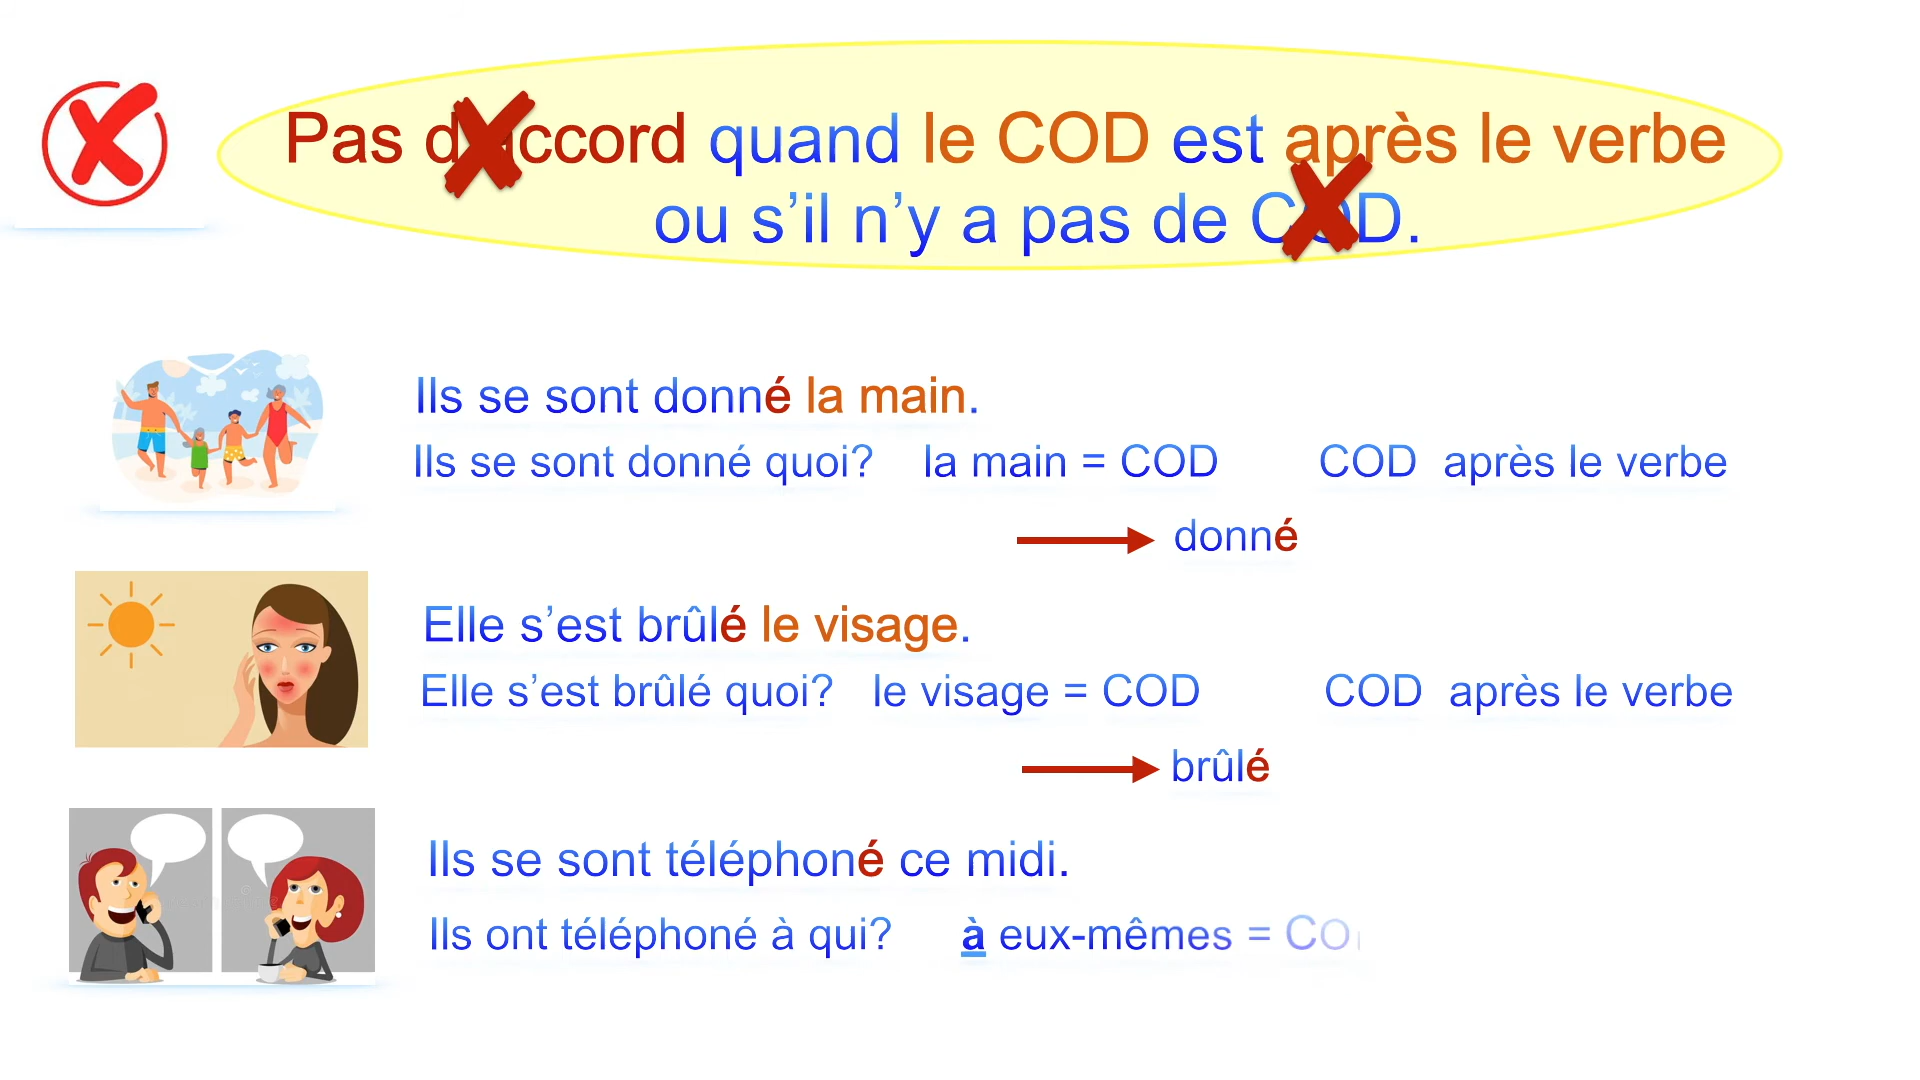 Pas d'accord quand le COD est après le verbe
ou s’il n’y a pas de COD.
Ils se sont donné la main.
Ils se sont donné quoi? la main = COD COD après le verbe
donné
Elle s’est brûlé le visage.
Elle s’est brûlé quoi? le visage = COD COD après le verbe
brûlé
Ils se sont téléphoné ce midi.
Ils ont téléphoné à qui? à eux-mêmes =